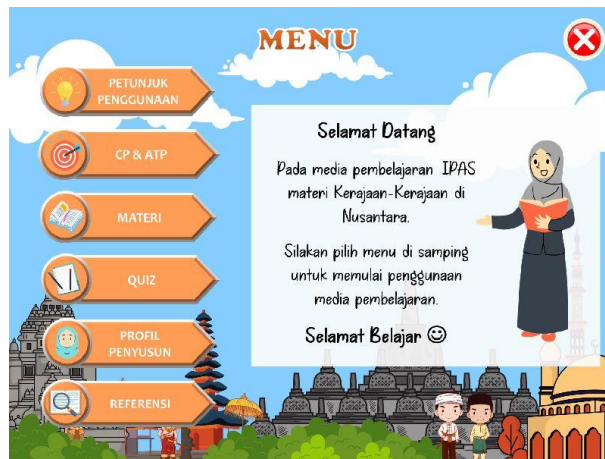 MENU
PETUNJUK
PENGGUNAAN
CP & ATP
MATERI
QUIZ
PROFIL
PENYUSUN
REFERENSI
Selamat Datang
Pada media pembelajaran IPAS
materi Kerajaan-Kerajaan di
Nusantara.
Silakan pilih menu di samping
untuk memulai penggunaan
media pembelajaran.
Selamat Belajar ☺